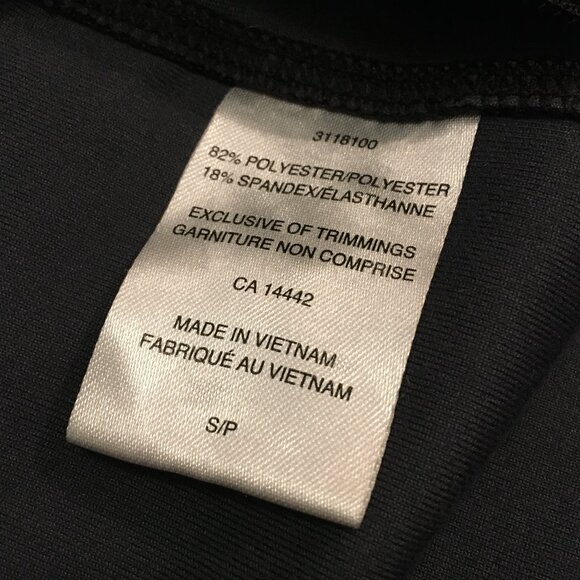 3118100
82% POLYESTER/POLYESTER
18% SPANDEX/ÉLASTHANNE
EXCLUSIVE OF TRIMMINGS
GARNITURE NON COMPRISE
CA 14442
MADE IN VIETNAM
FABRIQUÉ AU VIETNAM
S/P